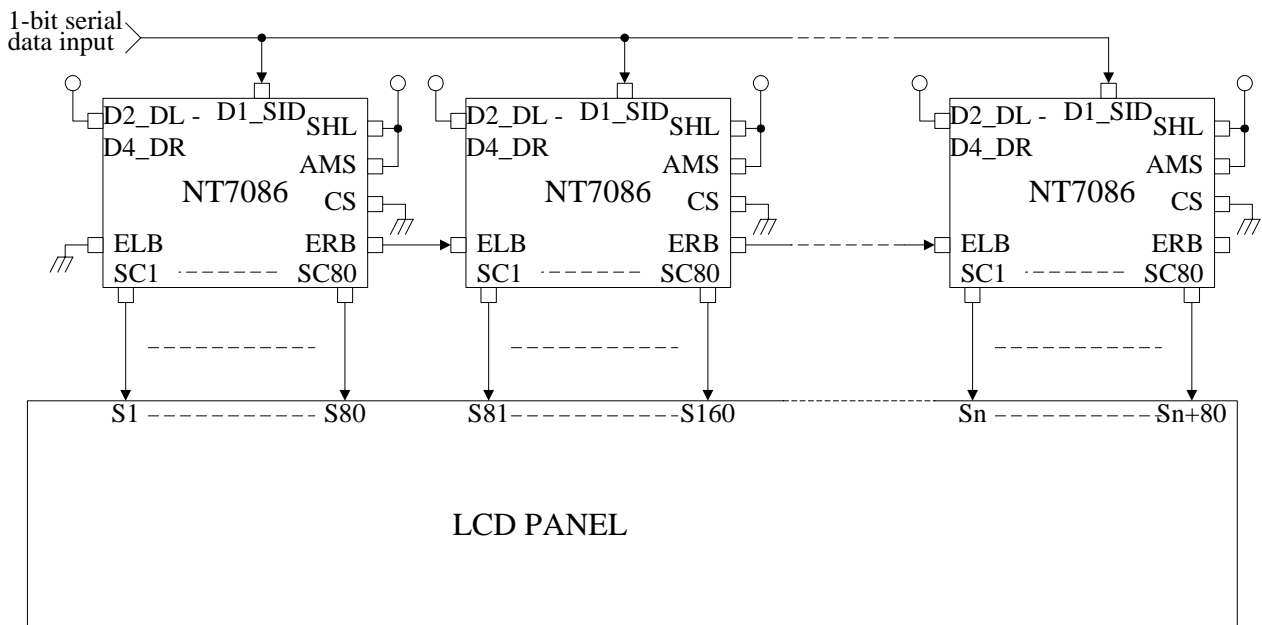 1-bit serial
data input
D2_DL -
D4_DR
D1_SID
SHL
AMS
NT7086
CS
ELB
ERB
SC1
SC80
D2_DL -
D4_DR
D1_SID
SHL
AMS
NT7086
CS
ELB
ERB
SC1
SC80
D2_DL -
D4_DR
D1_SID
SHL
AMS
NT7086
CS
ELB
ERB
SC1
SC80
S1
S80
S81
S160
Sn
Sn+80
LCD PANEL